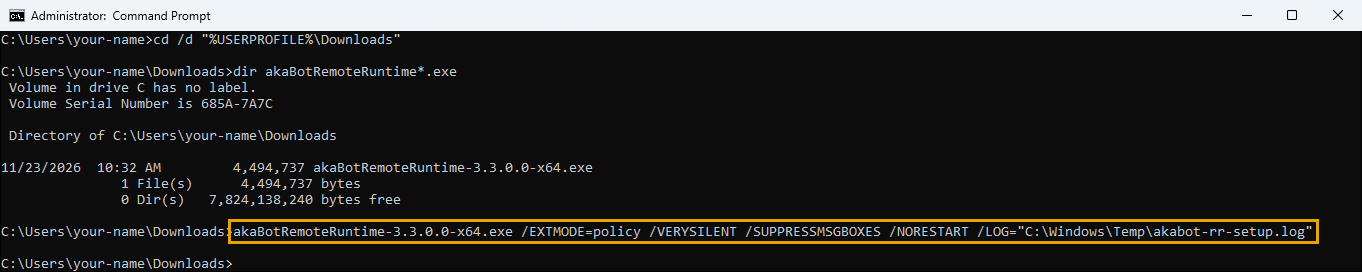 Administrator: Command Prompt
C:\Users\your-name>cd /d "%USERPROFILE%\Downloads"
C:\Users\your-name\Downloads>dir akaBotRemoteRuntime*.exe
Volume in drive C has no label.
Volume Serial Number is 685A-7A7C
Directory of C:\Users\your-name\Downloads
11/23/2026  10:32 AM         4,494,737 akaBotRemoteRuntime-3.3.0.0-x64.exe
1 File(s)      4,494,737 bytes
0 Dir(s)   7,824,138,240 bytes free
C:\Users\your-name\Downloads>akaBotRemoteRuntime-3.3.0.0-x64.exe /EXTMODE=policy /VERYSILENT /SUPPRESSMSGBOXES /NORESTART /LOG="C:\Windows\Temp\akabot-rr-setup.log"
C:\Users\your-name\Downloads>